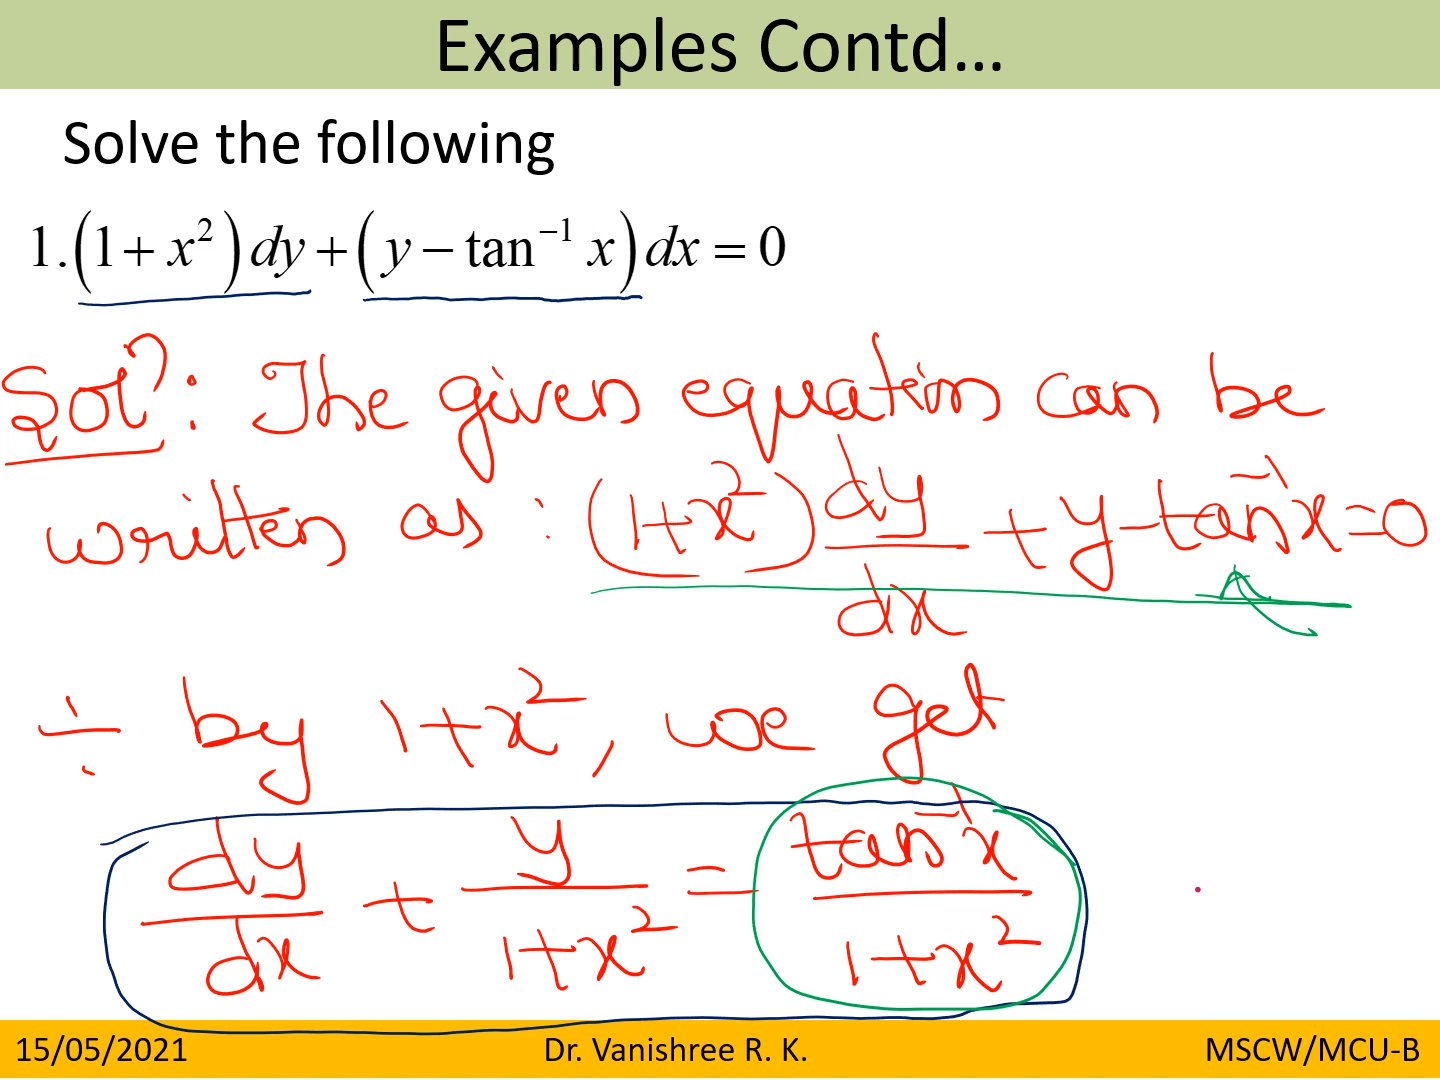 Examples Contd...
Solve the following
1. (1 + x²) dy + (y − tan⁻¹ x) dx = 0
Solⁿ: The given equation can be
written as : (1+x²) dy/dx + y - tan⁻¹x = 0
÷ by 1+x², we get
dy/dx + y/(1+x²) = tan⁻¹x/(1+x²)
15/05/2021 Dr. Vanishree R. K. MSCW/MCU-B